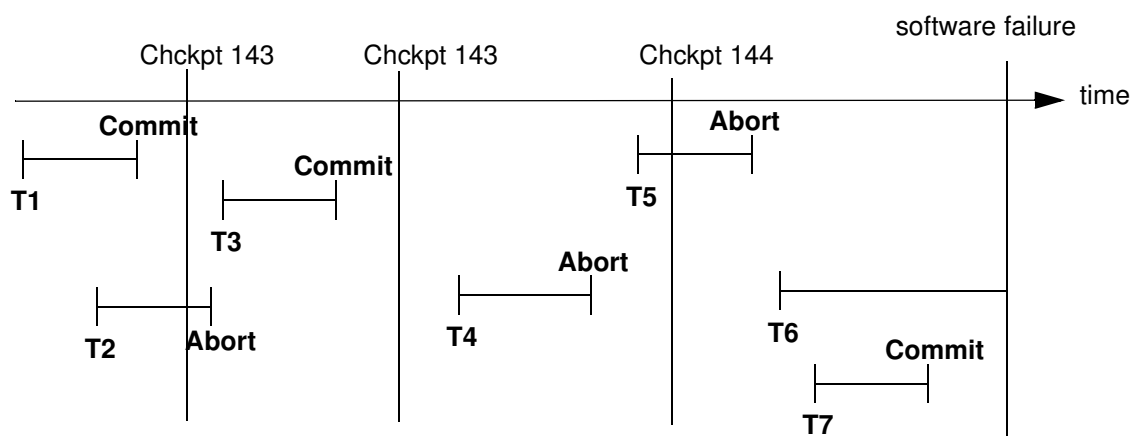 software failure
Chckpt 143
Chckpt 143
Chckpt 144
time
Commit
Abort
T1
Commit
T5
T3
Abort
T2
Abort
T4
T6
Commit
T7